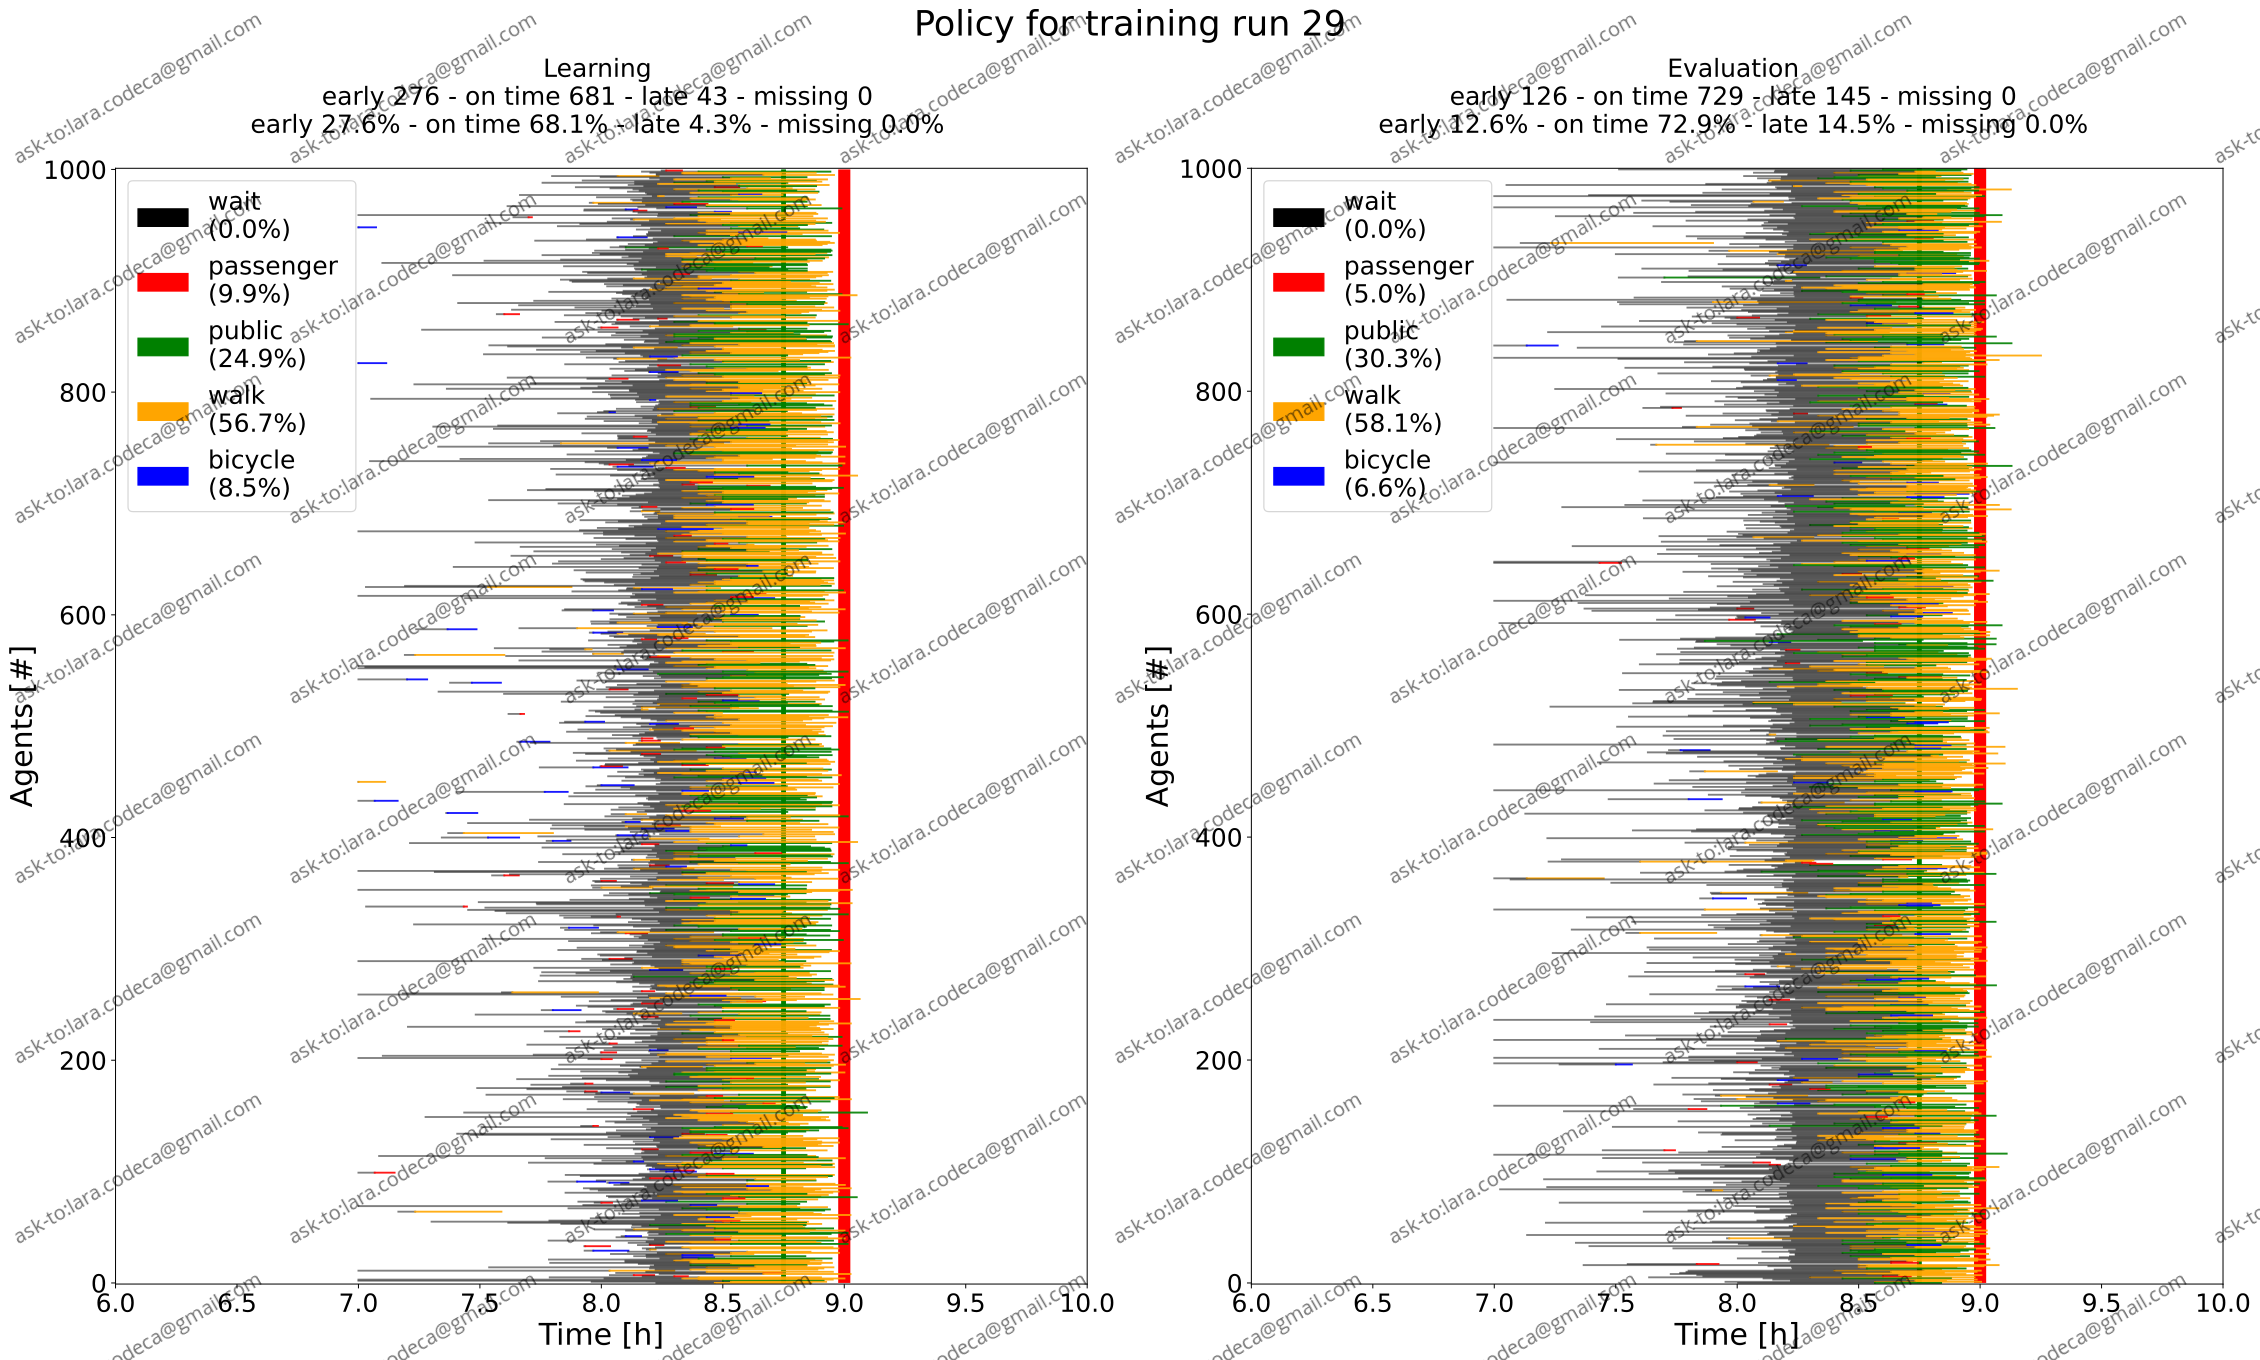 Policy for training run 29
Learning
early 276 - on time 681 - late 43 - missing 0
early 27.6% - on time 68.1% - late 4.3% - missing 0.0%
1000
800
600
400
200
0
Agents [#]
wait
(0.0%)
passenger
(9.9%)
public
(24.9%)
walk
(56.7%)
bicycle
(8.5%)
6.0 6.5 7.0 7.5 8.0 8.5 9.0 9.5 10.0
Time [h]
Evaluation
early 126 - on time 729 - late 145 - missing 0
early 12.6% - on time 72.9% - late 14.5% - missing 0.0%
1000
800
600
400
200
0
Agents [#]
wait
(0.0%)
passenger
(5.0%)
public
(30.3%)
walk
(58.1%)
bicycle
(6.6%)
6.0 6.5 7.0 7.5 8.0 8.5 9.0 9.5 10.0
Time [h]
ask-to:lara.codeca@gmail.com